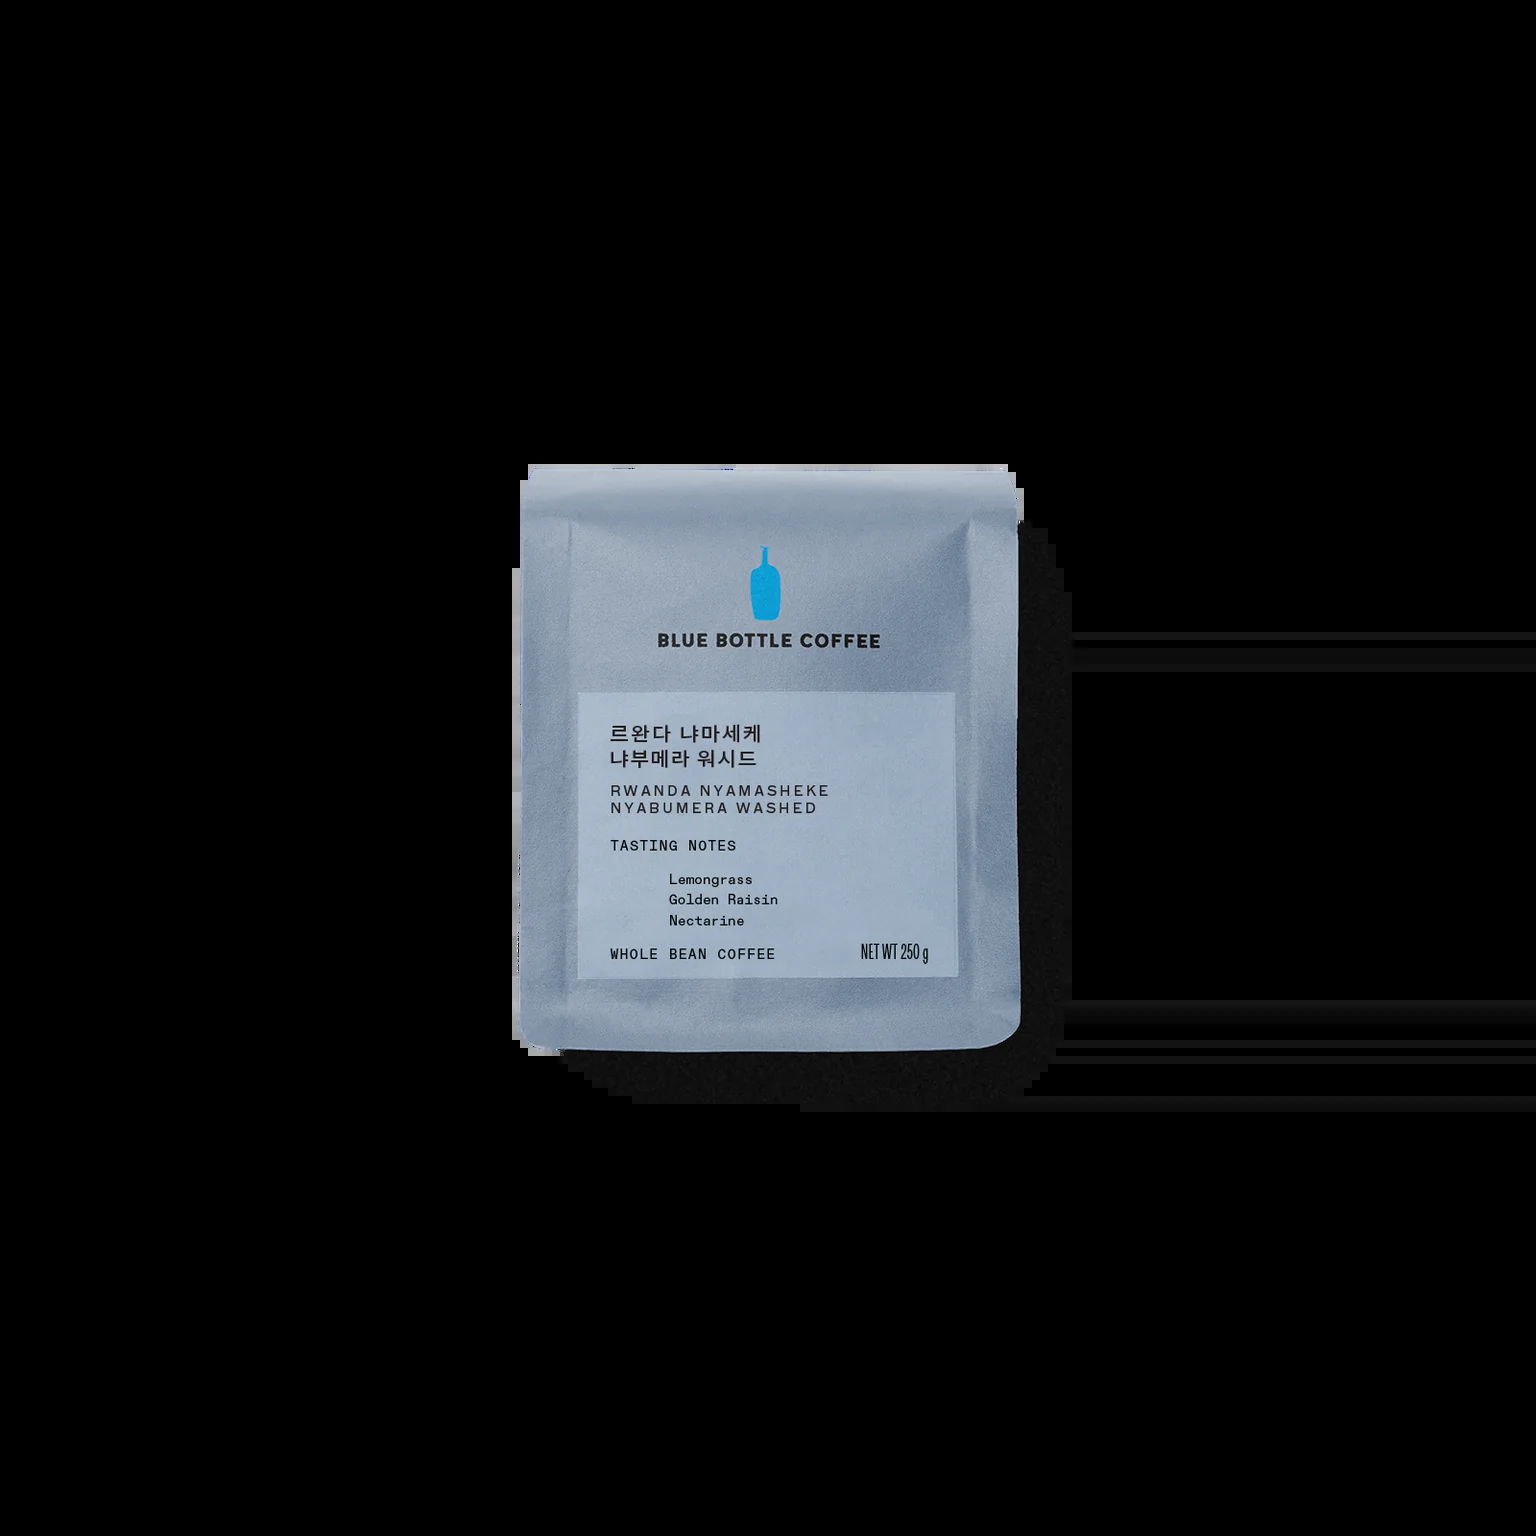 BLUE BOTTLE COFFEE
르완다 냐마세케
냐부메라 워시드
RWANDA NYAMASHEKE
NYABUMERA WASHED
TASTING NOTES
Lemongrass
Golden Raisin
Nectarine
WHOLE BEAN COFFEE NET WT 250 g